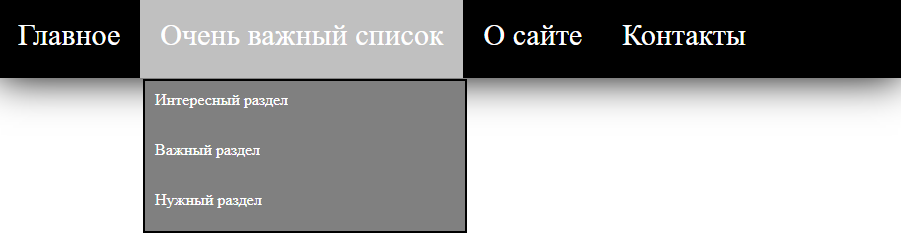 Главное Очень важный список О сайте Контакты
Интересный раздел
Важный раздел
Нужный раздел